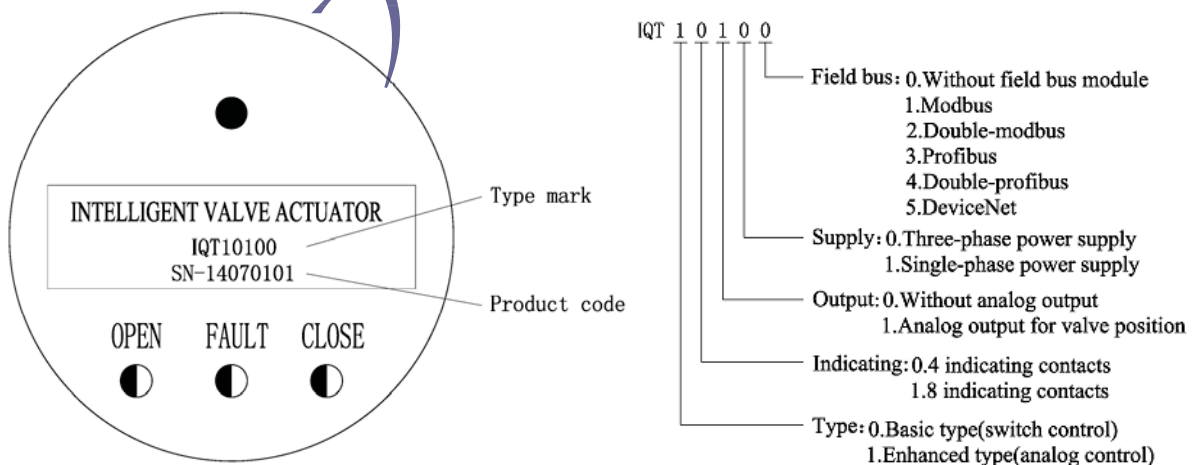 INTELLIGENT VALVE ACTUATOR
IQT10100
SN-14070101
OPEN FAULT CLOSE
Type mark
Product code
IQT 1 0 1 0 0
Field bus: 0.Without field bus module
1.Modbus
2.Double-modbus
3.Profibus
4.Double-profibus
5.DeviceNet
Supply: 0.Three-phase power supply
1.Single-phase power supply
Output: 0.Without analog output
1.Analog output for valve position
Indicating: 0.4 indicating contacts
1.8 indicating contacts
Type: 0.Basic type(switch control)
1.Enhanced type(analog control)